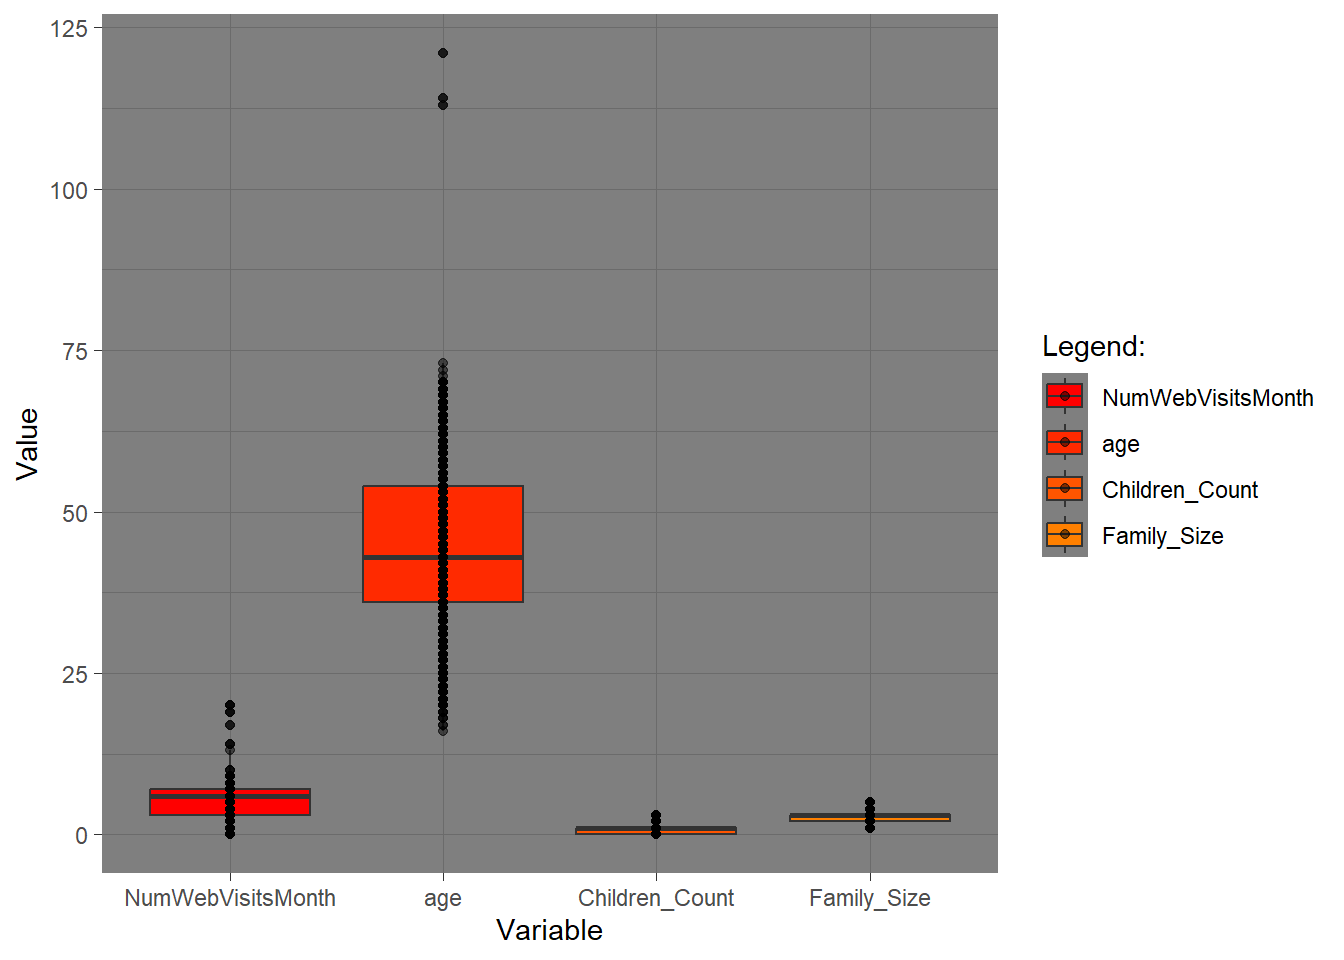 125
100
75
50
25
0
Value
NumWebVisitsMonth
age
Children_Count
Family_Size
Variable
Legend:
NumWebVisitsMonth
age
Children_Count
Family_Size